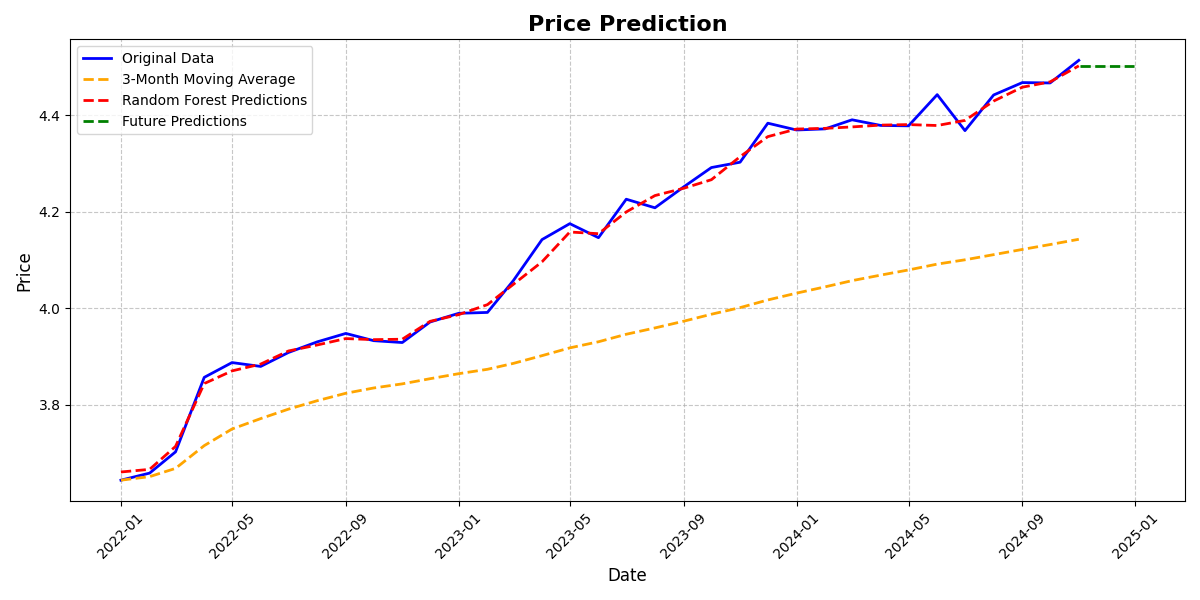 Price Prediction
Original Data
3-Month Moving Average
Random Forest Predictions
Future Predictions
Price
4.4
4.2
4.0
3.8
2022-01
2022-05
2022-09
2023-01
2023-05
2023-09
2024-01
2024-05
2024-09
2025-01
Date